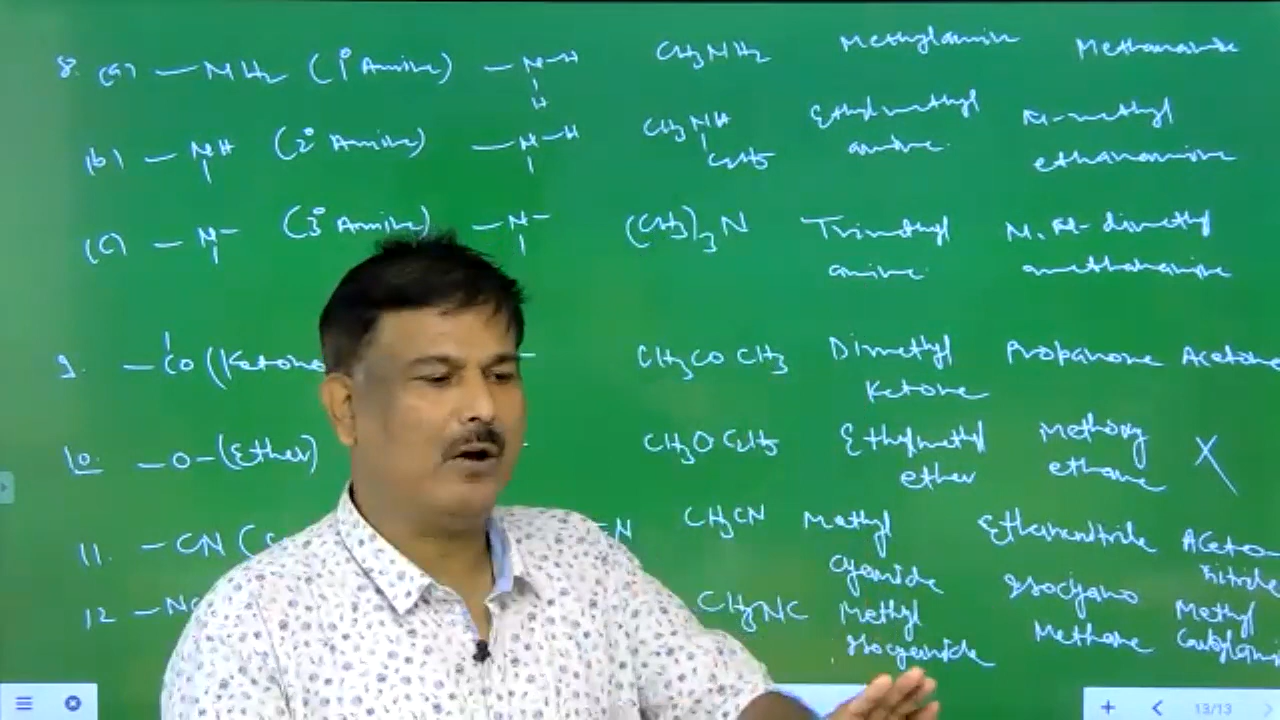 8. (a) —NH2 (1° Amine) —N—H CH3NH2 Methylamine Methanamine
H
(b) —NH (2° Amine) —N—H CH3NH Ethylmethyl N-methyl
C2H5 amine ethanamine
(c) —N— (3° Amine) —N— (CH3)3N Trimethyl N,N-dimethyl
amine methanamine
9. —CO (Ketone CH3COCH3 Dimethyl Propanone Acetone
Ketone
10. —O—(Ether) CH3OC2H5 Ethylmethyl Methoxy X
ether ethane
11. —CN ( N CH3CN Methyl Ethanenitrile Aceto
cyanide nitrile
12 —NC CH3NC Methyl Isocyano Methyl
Isocyanide Methane Carbylami
13/13